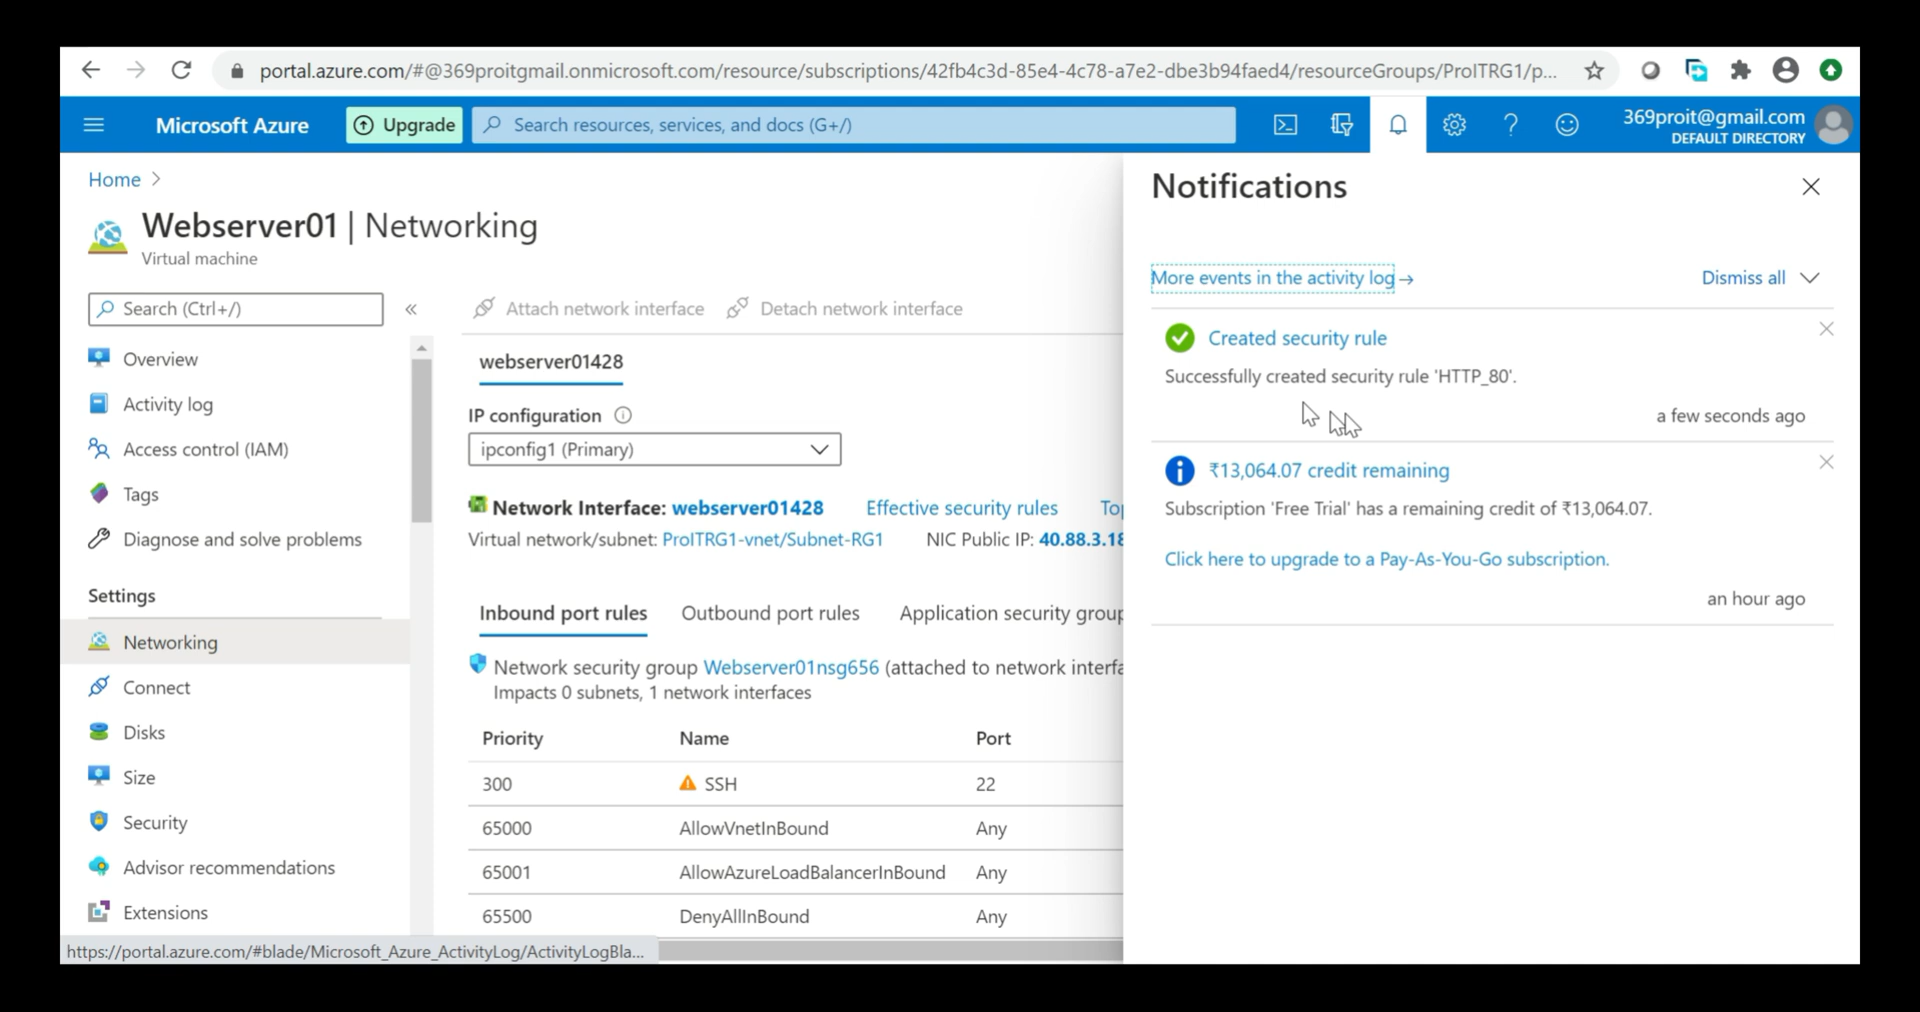 portal.azure.com/#@369proitgmail.onmicrosoft.com/resource/subscriptions/42fb4c3d-85e4-4c78-a7e2-dbe3b94faed4/resourceGroups/ProITRG1/p...
Microsoft Azure
Upgrade
Search resources, services, and docs (G+/)
369proit@gmail.com
DEFAULT DIRECTORY
Home >
Webserver01 | Networking
Virtual machine
Search (Ctrl+/)
«
Overview
Activity log
Access control (IAM)
Tags
Diagnose and solve problems
Settings
Networking
Connect
Disks
Size
Security
Advisor recommendations
Extensions
https://portal.azure.com/#blade/Microsoft_Azure_ActivityLog/ActivityLogBla...
Attach network interface Detach network interface
webserver01428
IP configuration
ipconfig1 (Primary)
Network Interface: webserver01428 Effective security rules
Virtual network/subnet: ProITRG1-vnet/Subnet-RG1 NIC Public IP: 40.88.3.18
Inbound port rules Outbound port rules Application security group
Network security group Webserver01nsg656 (attached to network interfa
Impacts 0 subnets, 1 network interfaces
Priority Name Port
300 SSH 22
65000 AllowVnetInBound Any
65001 AllowAzureLoadBalancerInBound Any
65500 DenyAllInBound Any
Notifications
More events in the activity log → Dismiss all
Created security rule
Successfully created security rule 'HTTP_80'.
a few seconds ago
₹13,064.07 credit remaining
Subscription 'Free Trial' has a remaining credit of ₹13,064.07.
Click here to upgrade to a Pay-As-You-Go subscription.
an hour ago